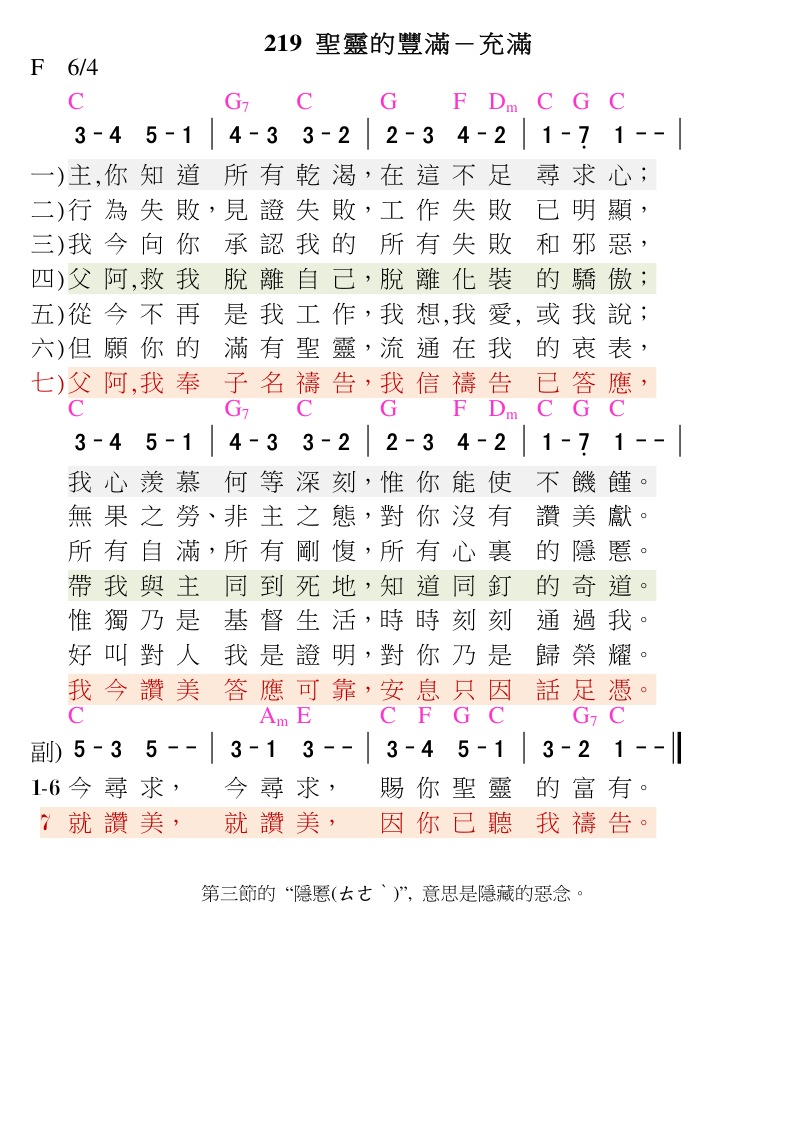 219 聖靈的豐滿－充滿
F 6/4
C G7 C G F Dm C G C
3 - 4 5 - 1 | 4 - 3 3 - 2 | 2 - 3 4 - 2 | 1 - 7̣ 1 - - |
一)主,你知道 所有乾渴，在這不足 尋求心；
二)行為失敗，見證失敗，工作失敗 已明顯，
三)我今向你 承認我的 所有失敗 和邪惡，
四)父阿,救我 脫離自己，脫離化裝 的驕傲；
五)從今不再 是我工作，我想,我愛, 或我說；
六)但願你的 滿有聖靈，流通在我 的衷表，
七)父阿,我奉 子名禱告，我信禱告 已答應，
C G7 C G F Dm C G C
3 - 4 5 - 1 | 4 - 3 3 - 2 | 2 - 3 4 - 2 | 1 - 7̣ 1 - - |
我心羨慕 何等深刻，惟你能使 不饑饉。
無果之勞、非主之態，對你沒有 讚美獻。
所有自滿，所有剛愎，所有心裏 的隱慝。
帶我與主 同到死地，知道同釘 的奇道。
惟獨乃是 基督生活，時時刻刻 通過我。
好叫對人 我是證明，對你乃是 歸榮耀。
我今讚美 答應可靠，安息只因 話足憑。
C Am E C F G C G7 C
副) 5 - 3 5 - - | 3 - 1 3 - - | 3 - 4 5 - 1 | 3 - 2 1 - - ‖
1-6 今尋求， 今尋求， 賜你聖靈 的富有。
7 就讚美， 就讚美， 因你已聽 我禱告。
第三節的 “隱慝(ㄊㄜˋ)”, 意思是隱藏的惡念。